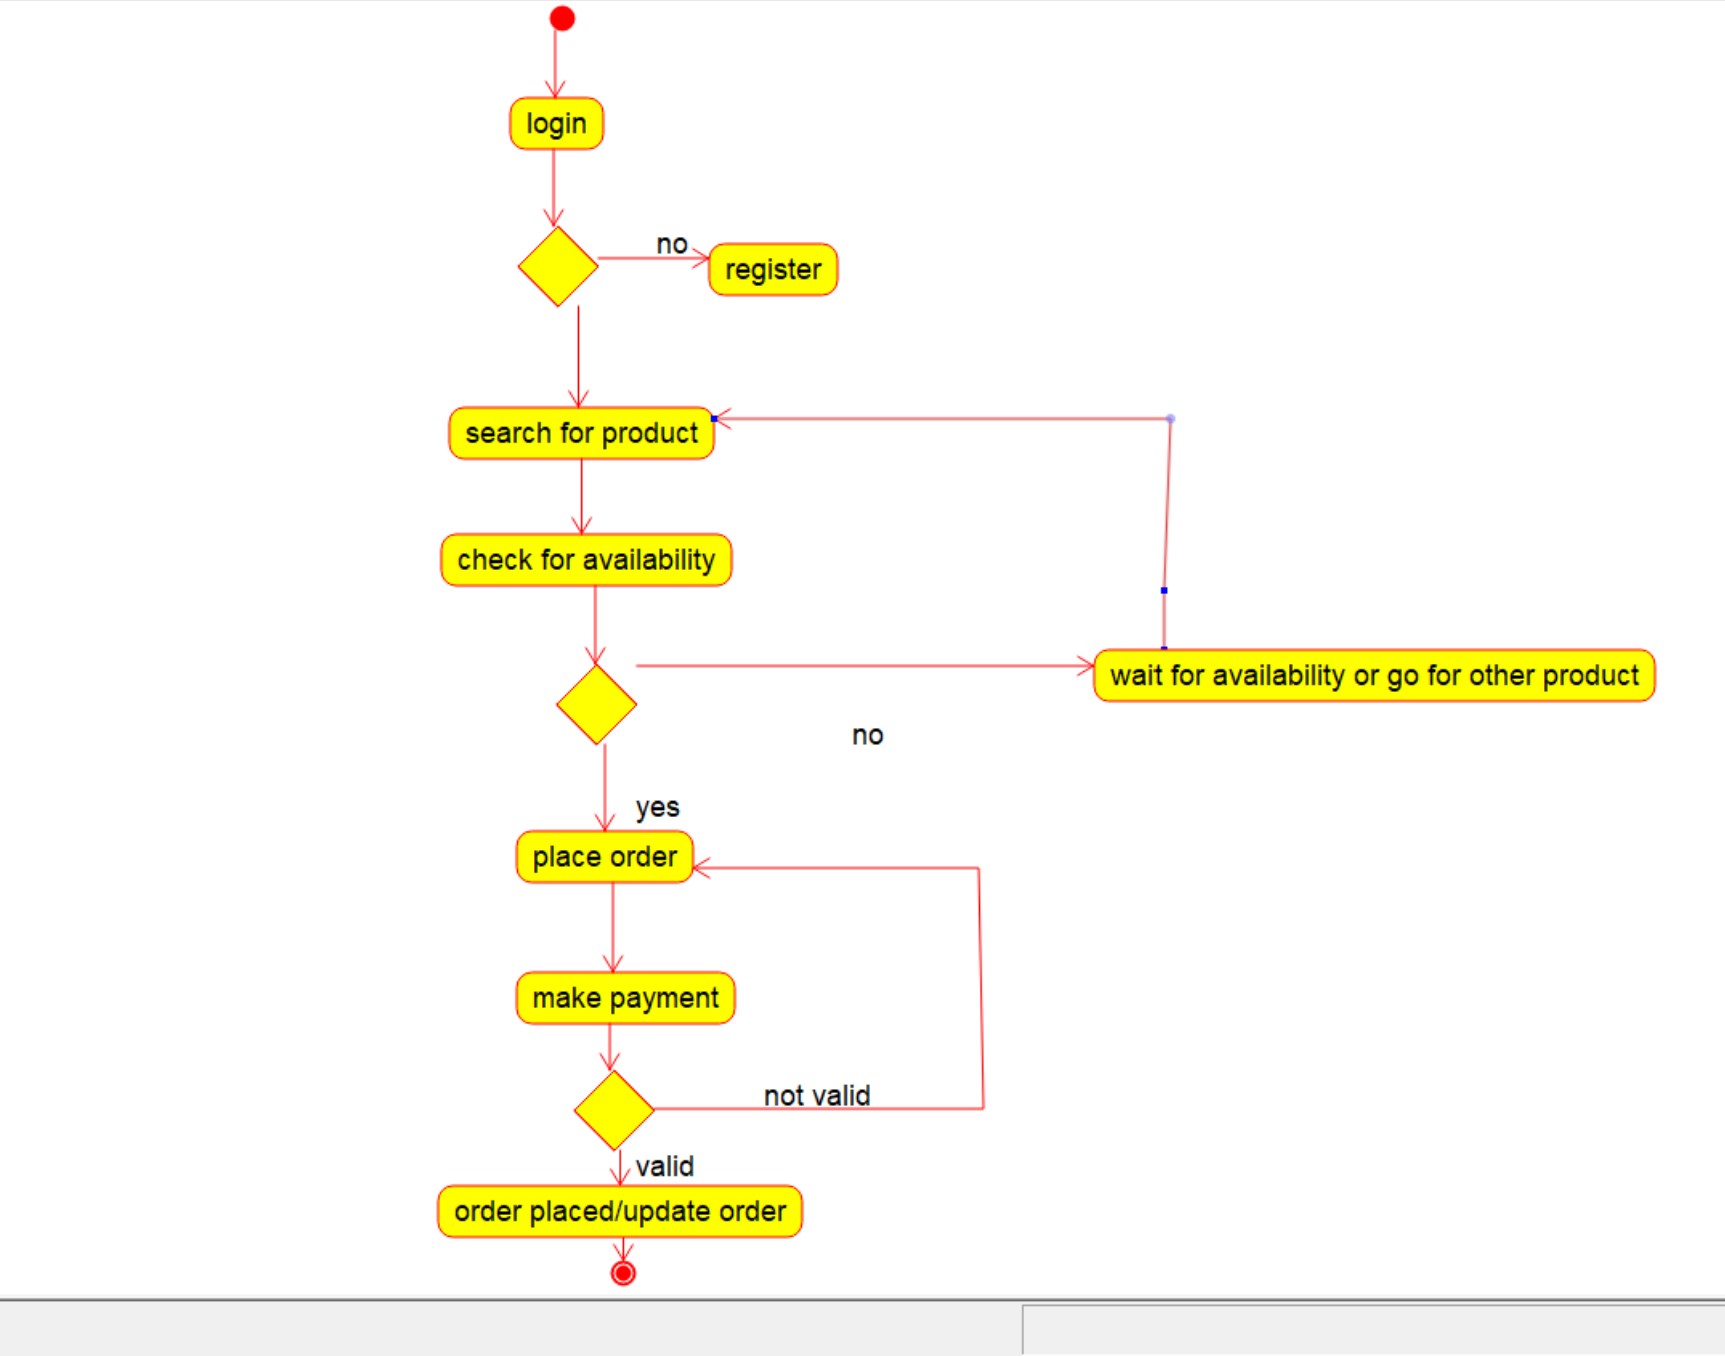 login
no
register
search for product
check for availability
wait for availability or go for other product
no
yes
place order
make payment
not valid
valid
order placed/update order